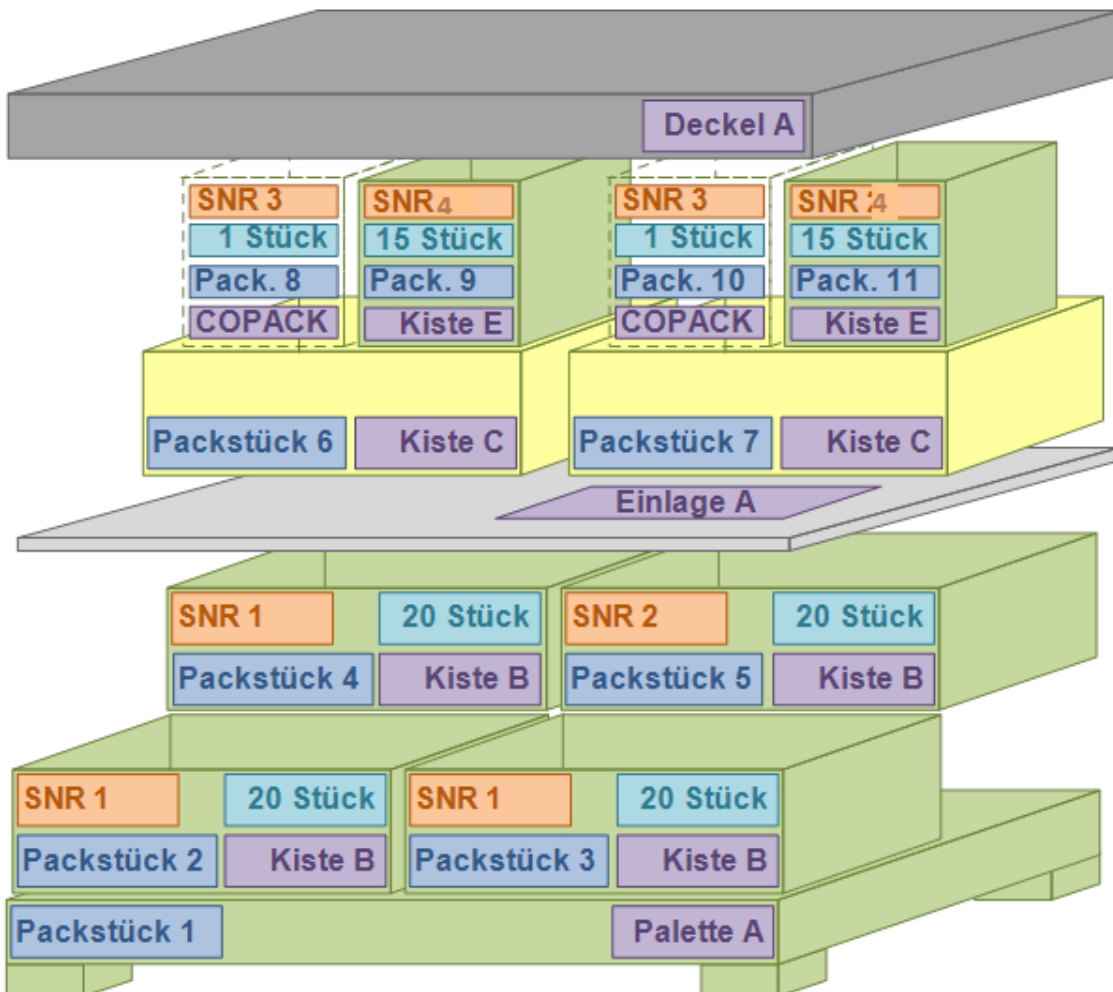 Deckel A
SNR 3 SNR 4 SNR 3 SNR 4
1 Stück 15 Stück 1 Stück 15 Stück
Pack. 8 Pack. 9 Pack. 10 Pack. 11
COPACK Kiste E COPACK Kiste E
Packstück 6 Kiste C Packstück 7 Kiste C
Einlage A
SNR 1 20 Stück SNR 2 20 Stück
Packstück 4 Kiste B Packstück 5 Kiste B
SNR 1 20 Stück SNR 1 20 Stück
Packstück 2 Kiste B Packstück 3 Kiste B
Packstück 1 Palette A